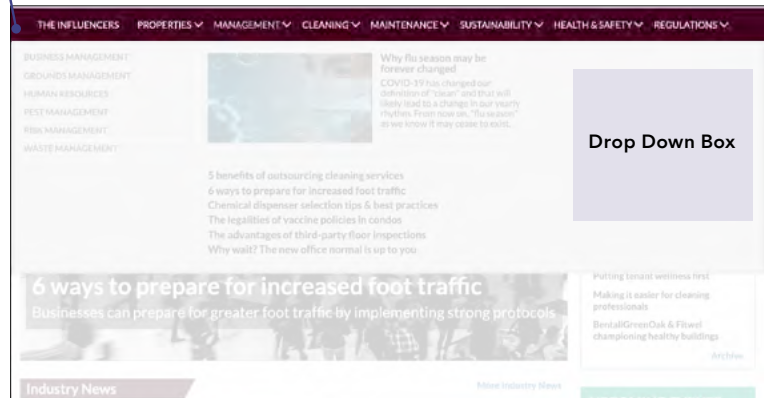 THE INFLUENCERS PROPERTIES MANAGEMENT CLEANING MAINTENANCE SUSTAINABILITY HEALTH & SAFETY REGULATIONS
BUSINESS MANAGEMENT
GROUNDS MANAGEMENT
HUMAN RESOURCES
PEST MANAGEMENT
RISK MANAGEMENT
WASTE MANAGEMENT
Why flu season may be
forever changed
COVID-19 has changed our
definition of "clean" and that will
likely lead to a change in our yearly
rhythm. From now on, "flu season"
as we know it may cease to exist.
Drop Down Box
5 benefits of outsourcing cleaning services
6 ways to prepare for increased foot traffic
Chemical dispenser selection tips & best practices
The legalities of vaccine policies in condos
The advantages of third-party floor inspections
Why wait? The new office normal is up to you
6 ways to prepare for increased foot traffic
Businesses can prepare for greater foot traffic by implementing strong protocols
Putting tenant wellness first
Making it easier for cleaning
professionals
BentallGreenOak & Fitwel
championing healthy buildings
Archives
Industry News
More Industry News